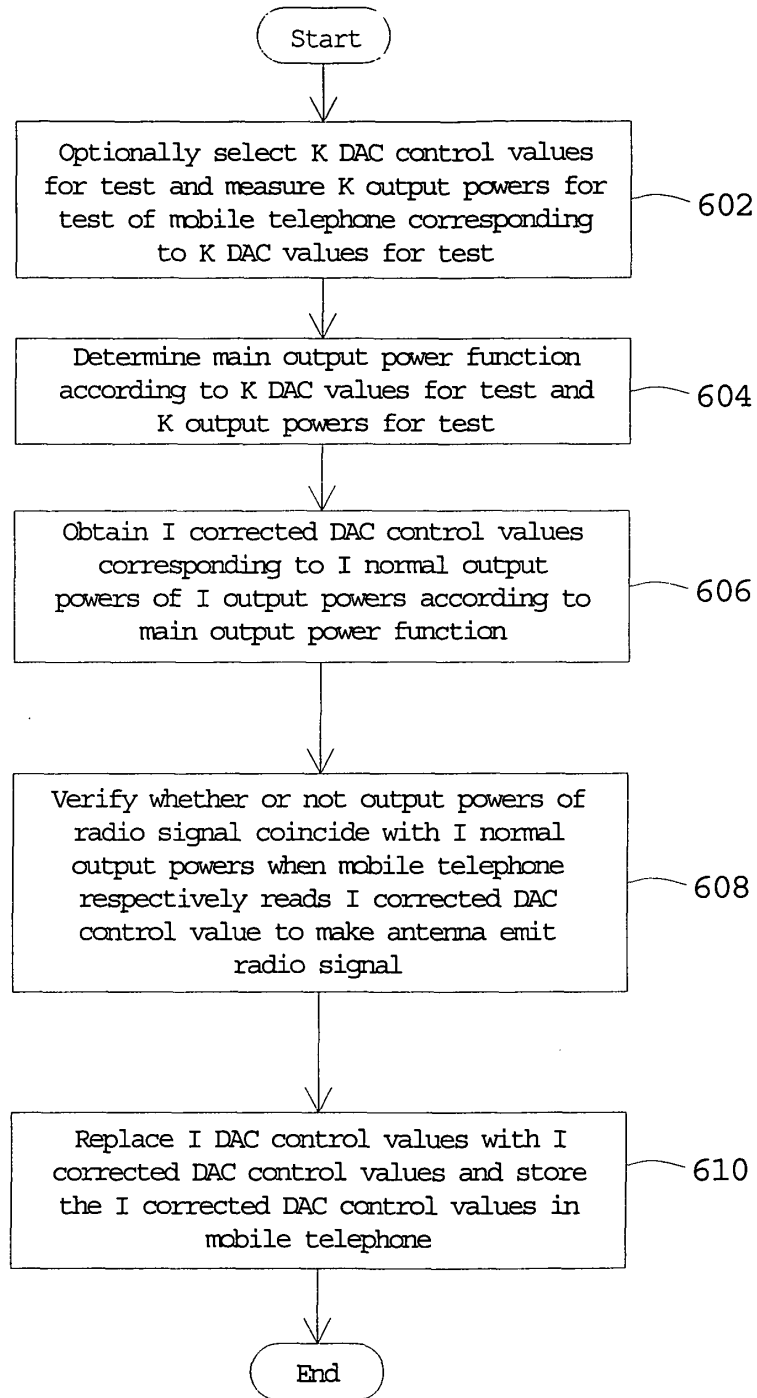 Start
Optionally select K DAC control values
for test and measure K output powers for
test of mobile telephone corresponding
to K DAC values for test
602
Determine main output power function
according to K DAC values for test and
K output powers for test
604
Obtain I corrected DAC control values
corresponding to I normal output
powers of I output powers according to
main output power function
606
Verify whether or not output powers of
radio signal coincide with I normal
output powers when mobile telephone
respectively reads I corrected DAC
control value to make antenna emit
radio signal
608
Replace I DAC control values with I
corrected DAC control values and store
the I corrected DAC control values in
mobile telephone
610
End